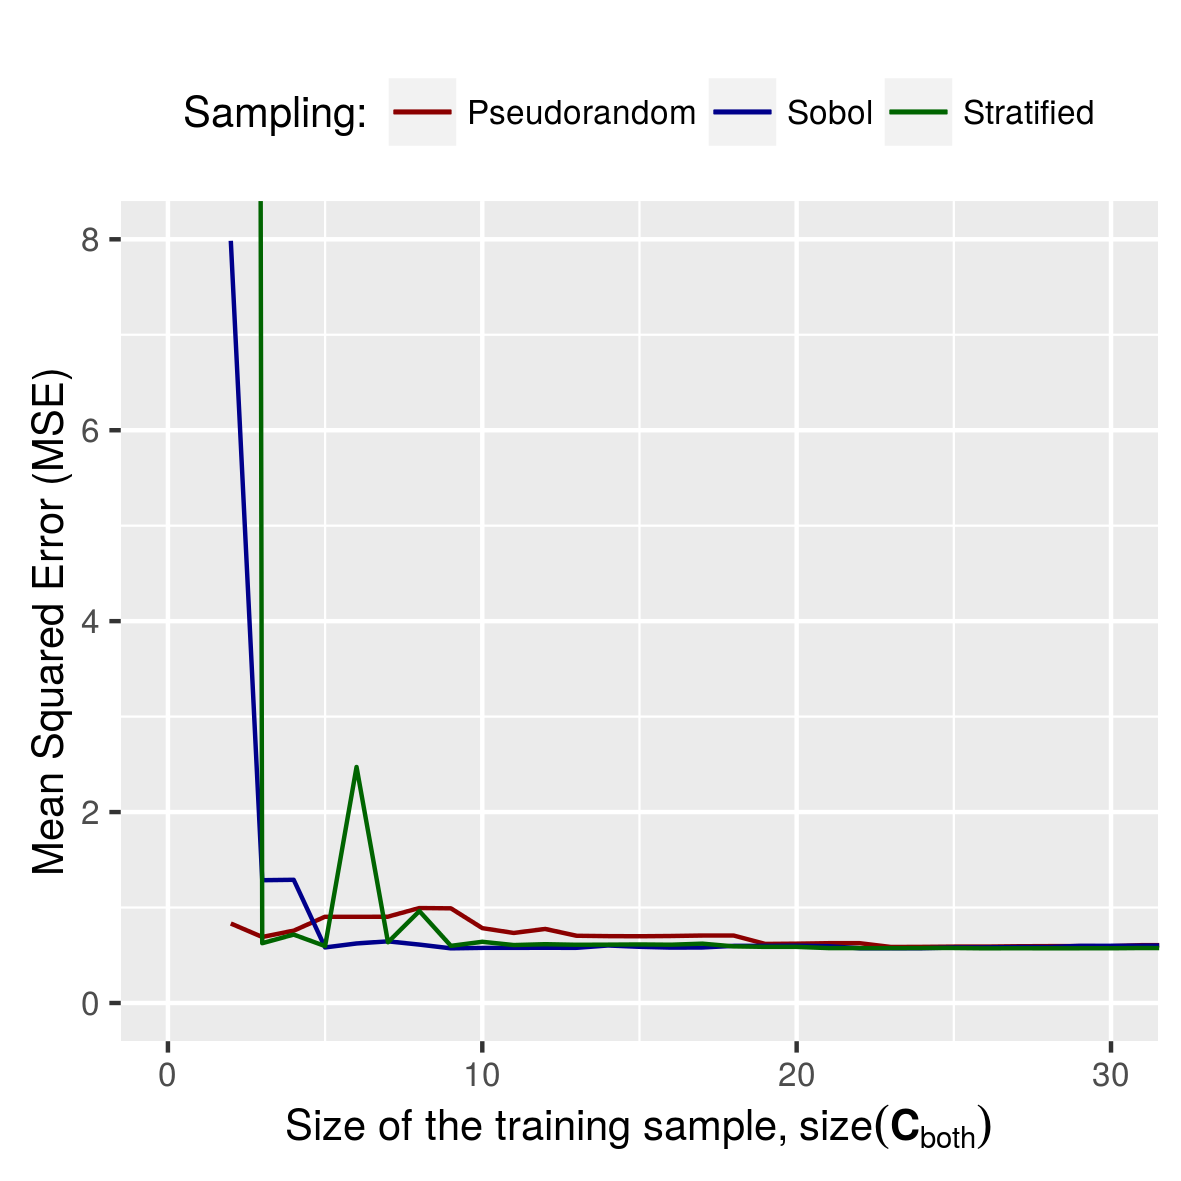 Sampling: Pseudorandom Sobol Stratified
8
6
4
2
0
Mean Squared Error (MSE)
0 10 20 30
Size of the training sample, size(C_both)